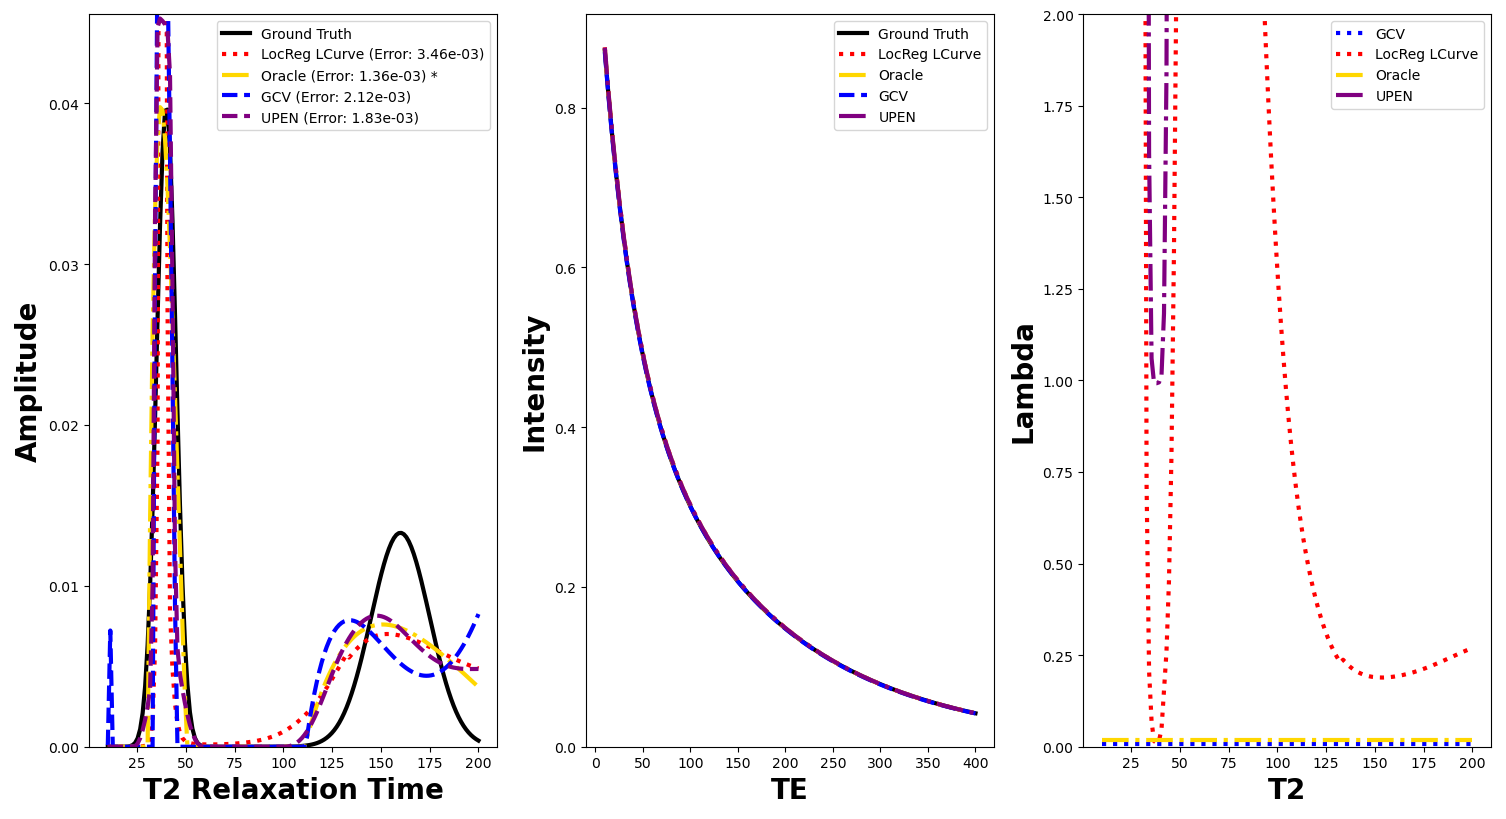 Amplitude
0.04
0.03
0.02
0.01
0.00
25 50 75 100 125 150 175 200
T2 Relaxation Time
Ground Truth
LocReg LCurve (Error: 3.46e-03)
Oracle (Error: 1.36e-03) *
GCV (Error: 2.12e-03)
UPEN (Error: 1.83e-03)
Intensity
0.8
0.6
0.4
0.2
0.0
0 50 100 150 200 250 300 350 400
TE
Ground Truth
LocReg LCurve
Oracle
GCV
UPEN
Lambda
2.00
1.75
1.50
1.25
1.00
0.75
0.50
0.25
0.00
25 50 75 100 125 150 175 200
T2
GCV
LocReg LCurve
Oracle
UPEN